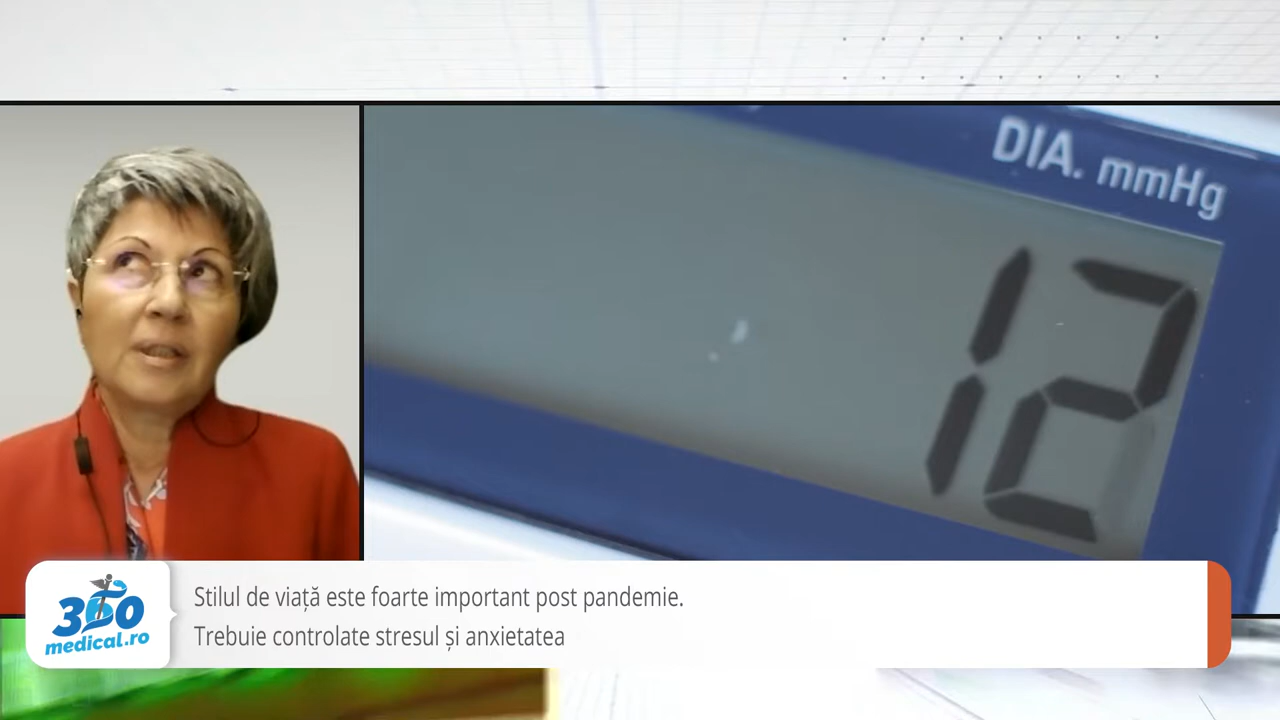 DIA. mmHg
12
360
medical.ro
Stilul de viață este foarte important post pandemie.
Trebuie controlate stresul și anxietatea